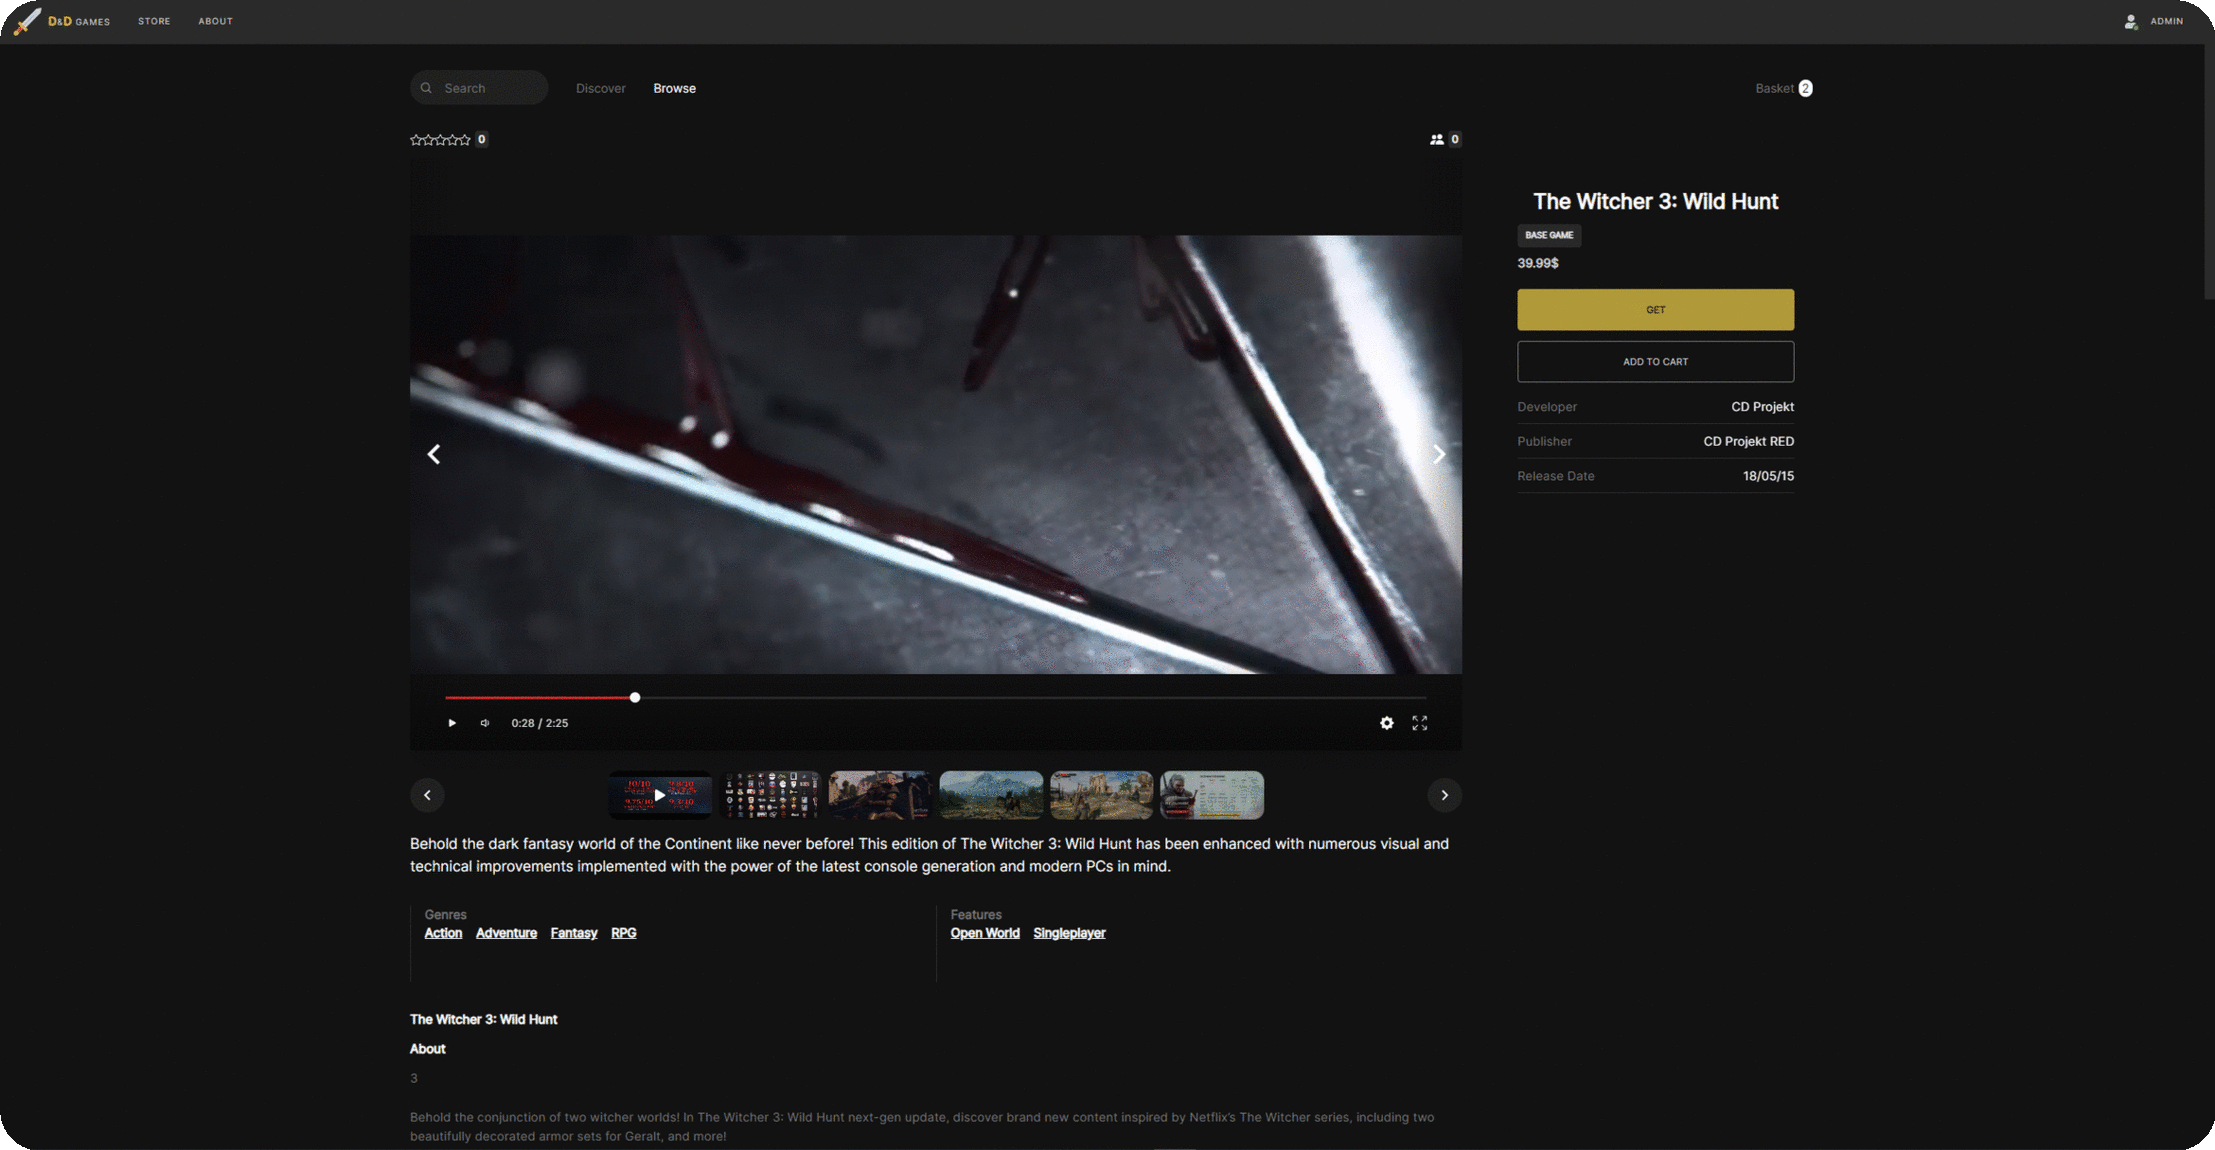 D&D GAMES STORE ABOUT ADMIN
Search Discover Browse Basket 2
0 0
The Witcher 3: Wild Hunt
BASE GAME
39.99$
GET
ADD TO CART
Developer CD Projekt
Publisher CD Projekt RED
Release Date 18/05/15
0:28 / 2:25
Behold the dark fantasy world of the Continent like never before! This edition of The Witcher 3: Wild Hunt has been enhanced with numerous visual and
technical improvements implemented with the power of the latest console generation and modern PCs in mind.
Genres
Action Adventure Fantasy RPG
Features
Open World Singleplayer
The Witcher 3: Wild Hunt
About
3
Behold the conjunction of two witcher worlds! In The Witcher 3: Wild Hunt next-gen update, discover brand new content inspired by Netflix's The Witcher series, including two
beautifully decorated armor sets for Geralt, and more!